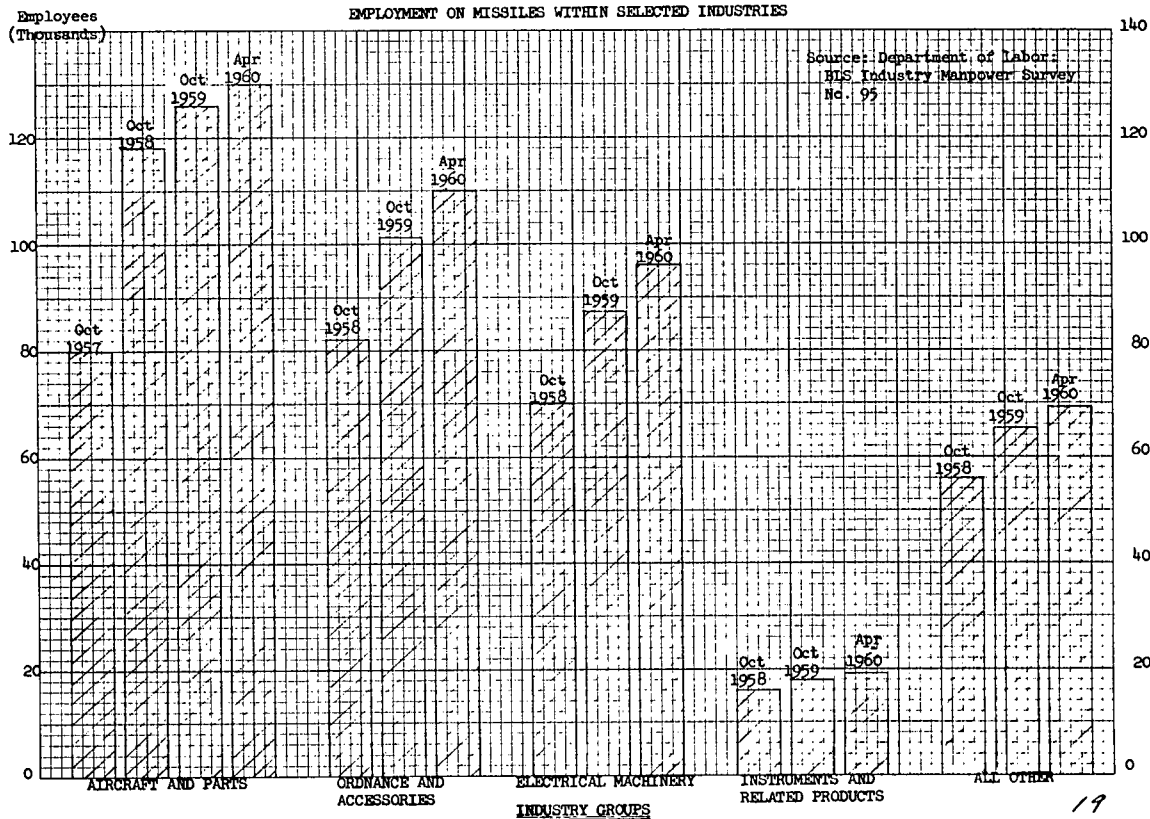 EMPLOYMENT ON MISSILES WITHIN SELECTED INDUSTRIES
Employees
(Thousands)
140
Source: Department of Labor:
BLS Industry Manpower Survey
No. 95
120
100
80
60
40
20
0
120
100
80
60
40
20
0
Oct
1957
Oct
1958
Oct
1959
Apr
1960
Oct
1958
Oct
1959
Apr
1960
Oct
1958
Oct
1959
Apr
1960
Oct
1958
Oct
1959
Apr
1960
Oct
1958
Oct
1959
Apr
1960
AIRCRAFT AND PARTS
ORDNANCE AND
ACCESSORIES
ELECTRICAL MACHINERY
INSTRUMENTS AND
RELATED PRODUCTS
ALL OTHER
INDUSTRY GROUPS
19